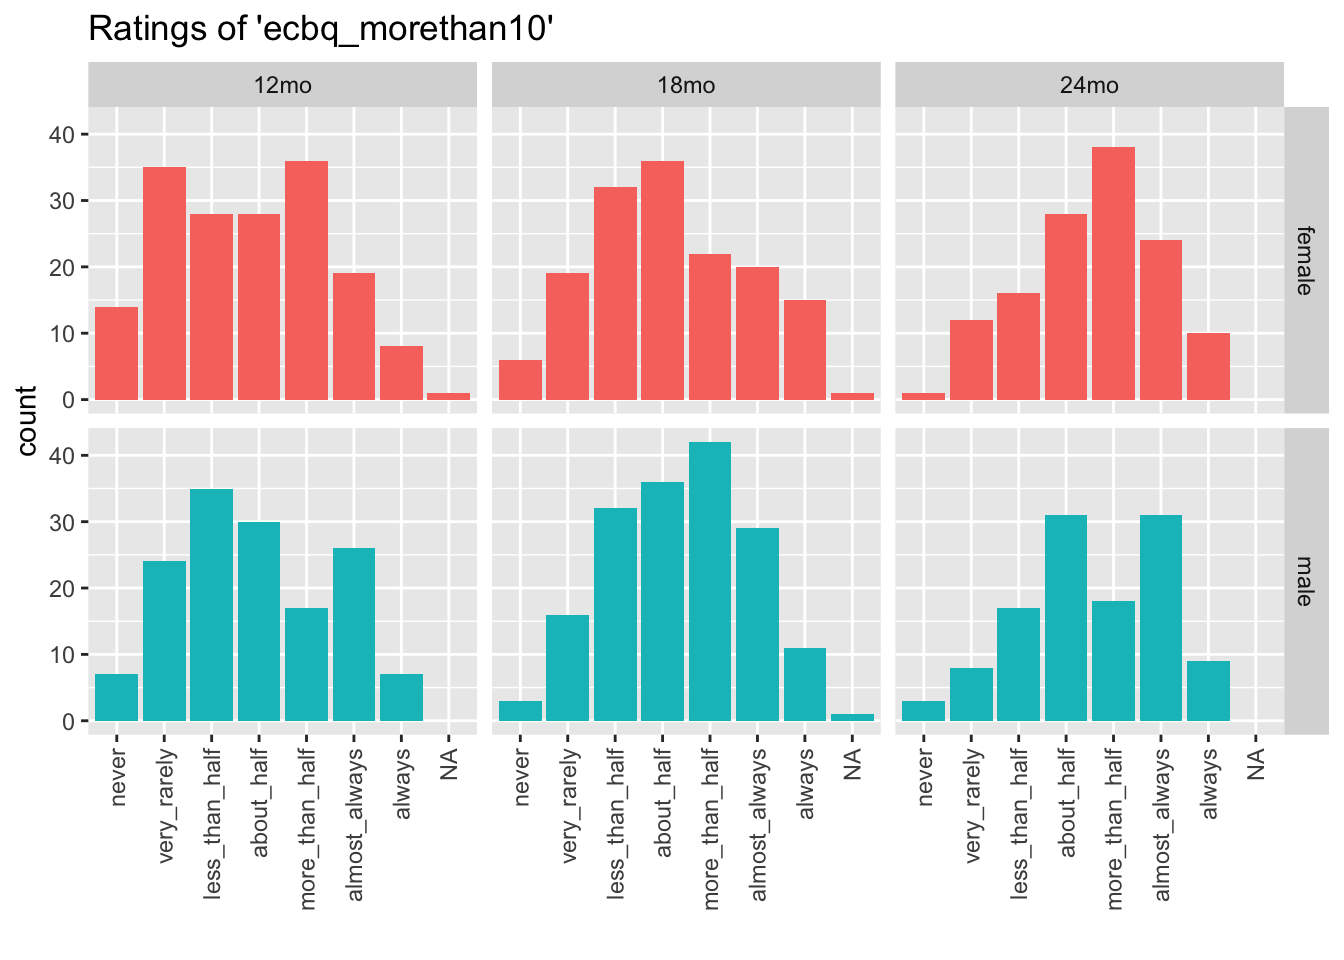 Ratings of 'ecbq_morethan10'
12mo 18mo 24mo
count
40
30
20
10
0
female
40
30
20
10
0
male
never very_rarely less_than_half about_half more_than_half almost_always always NA
never very_rarely less_than_half about_half more_than_half almost_always always NA
never very_rarely less_than_half about_half more_than_half almost_always always NA